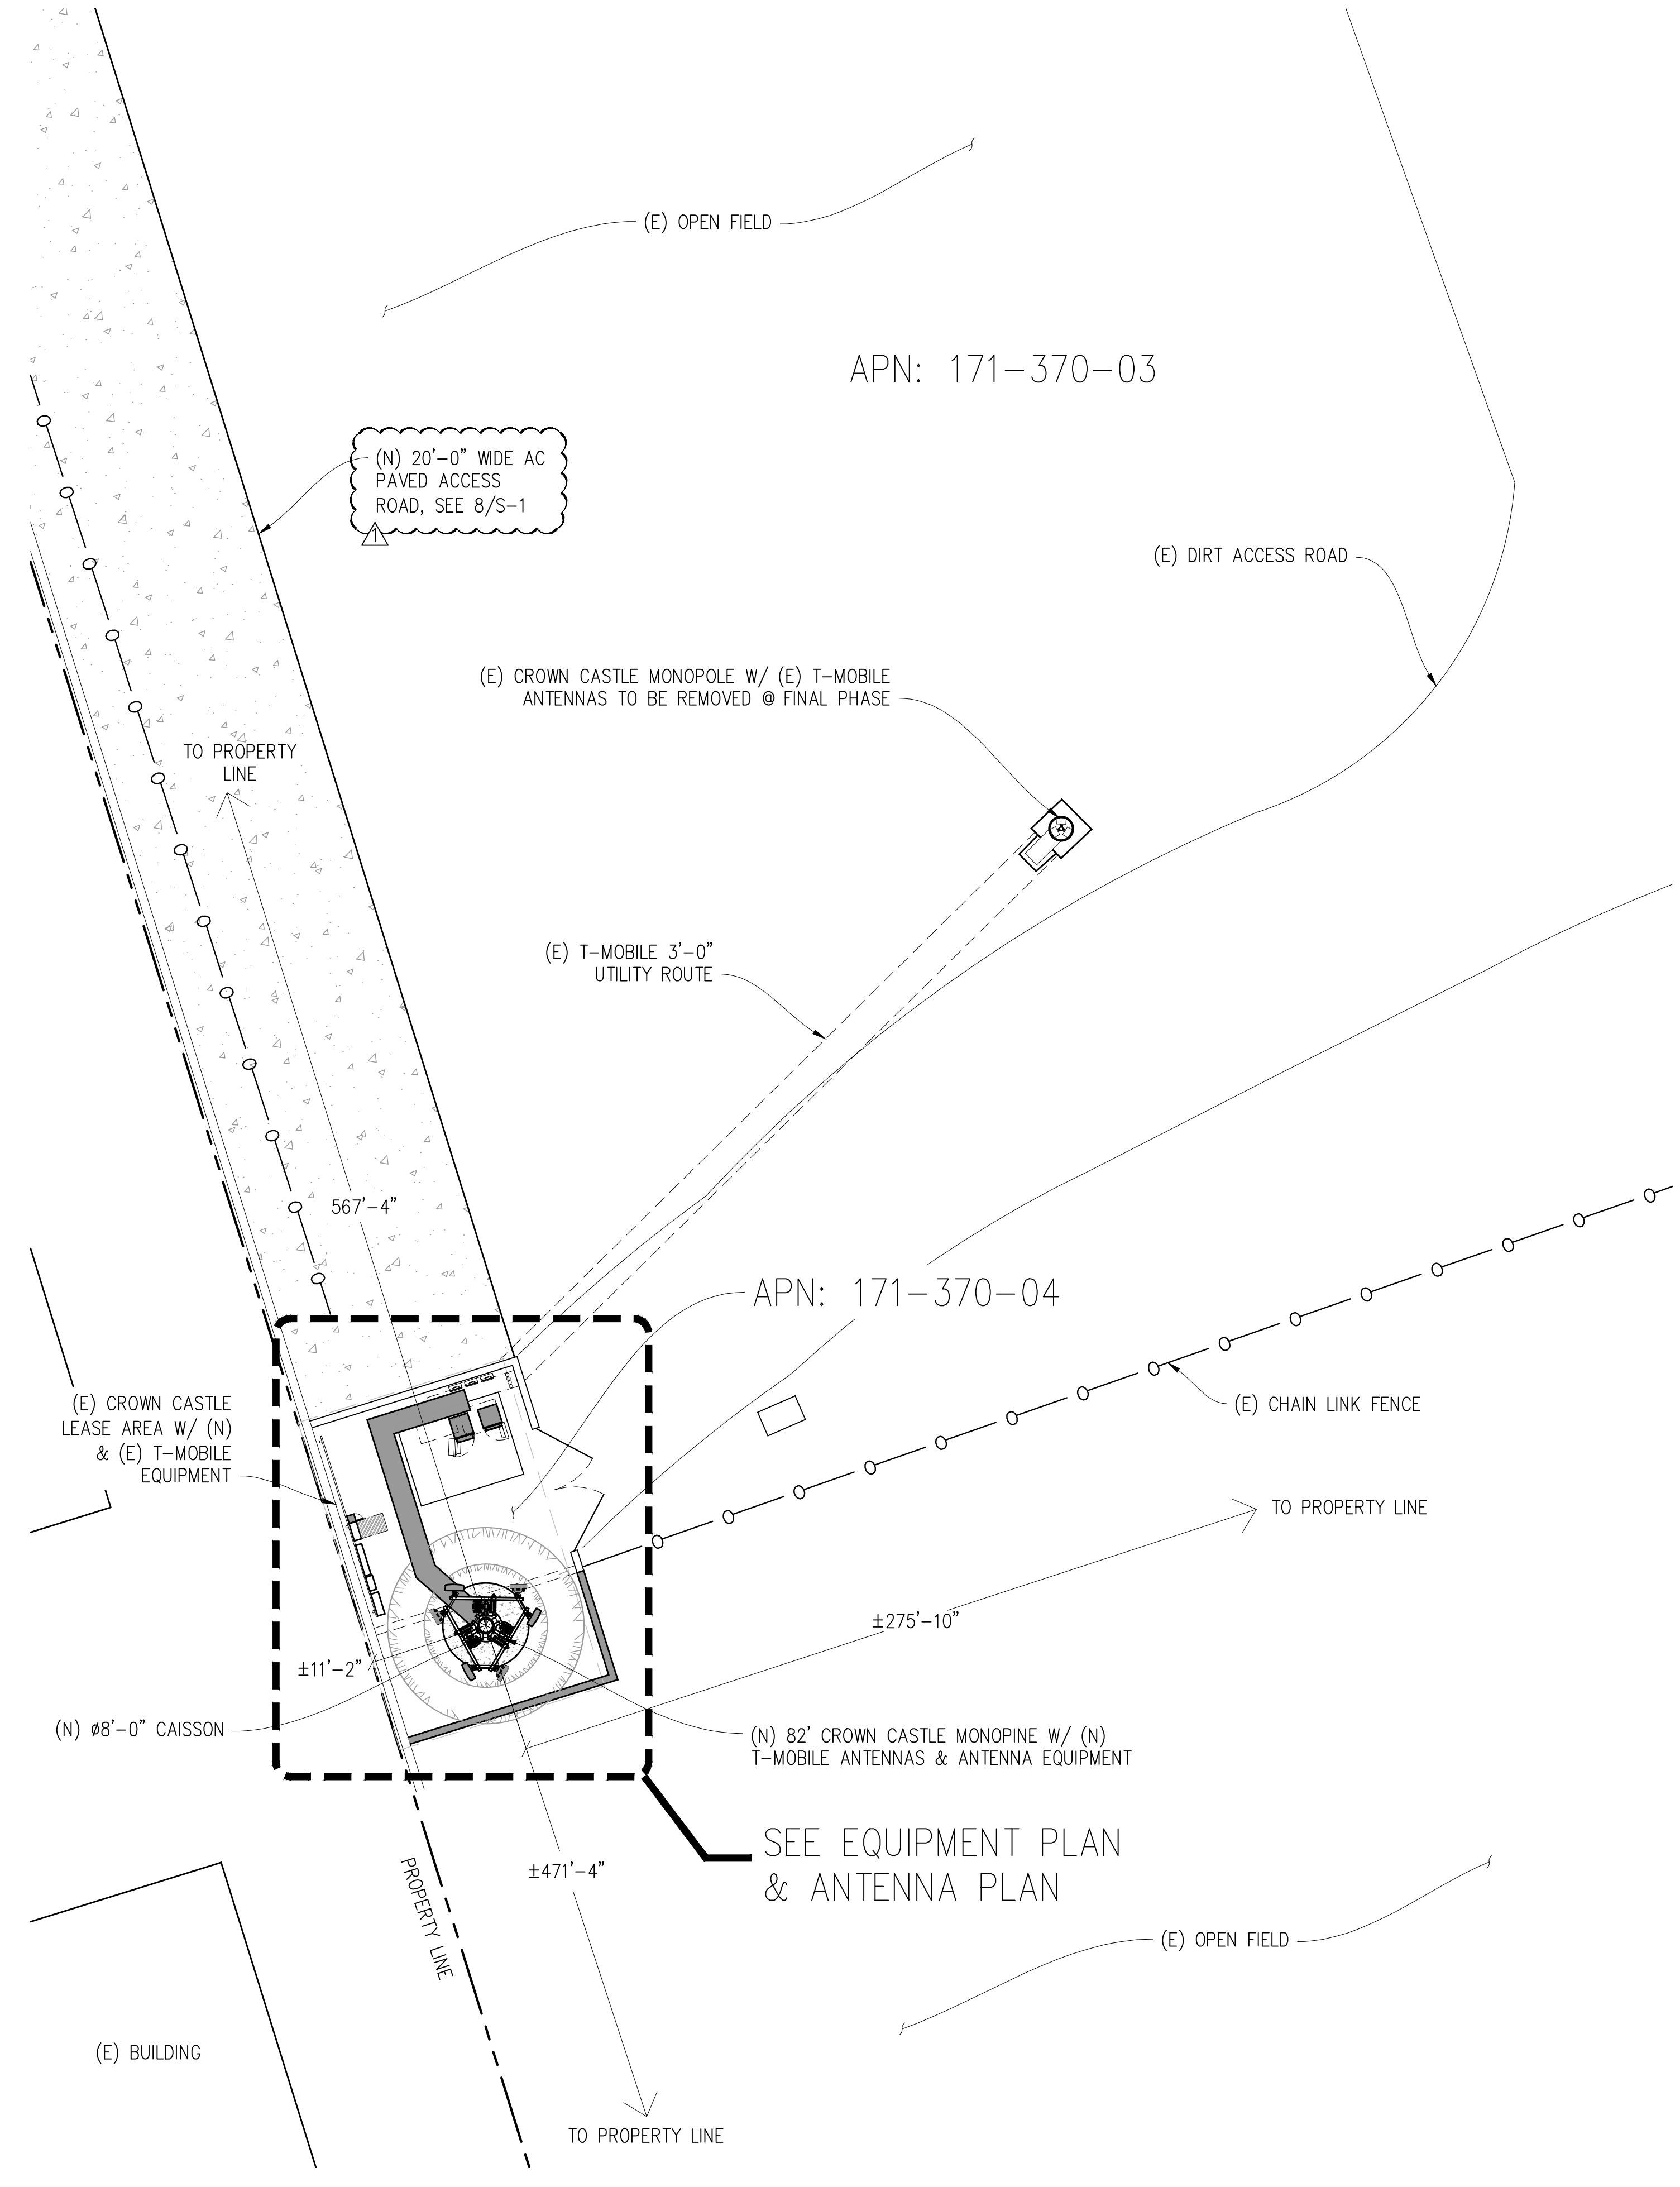 (E) OPEN FIELD
APN: 171-370-03
(N) 20'-0" WIDE AC
PAVED ACCESS
ROAD, SEE 8/S-1
1
(E) DIRT ACCESS ROAD
(E) CROWN CASTLE MONOPOLE W/ (E) T-MOBILE
ANTENNAS TO BE REMOVED @ FINAL PHASE
TO PROPERTY
LINE
(E) T-MOBILE 3'-0"
UTILITY ROUTE
567'-4"
APN: 171-370-04
(E) CROWN CASTLE
LEASE AREA W/ (N)
& (E) T-MOBILE
EQUIPMENT
(E) CHAIN LINK FENCE
TO PROPERTY LINE
±275'-10"
±11'-2"
(N) ø8'-0" CAISSON
(N) 82' CROWN CASTLE MONOPINE W/ (N)
T-MOBILE ANTENNAS & ANTENNA EQUIPMENT
SEE EQUIPMENT PLAN
& ANTENNA PLAN
±471'-4"
PROPERTY LINE
(E) OPEN FIELD
(E) BUILDING
TO PROPERTY LINE